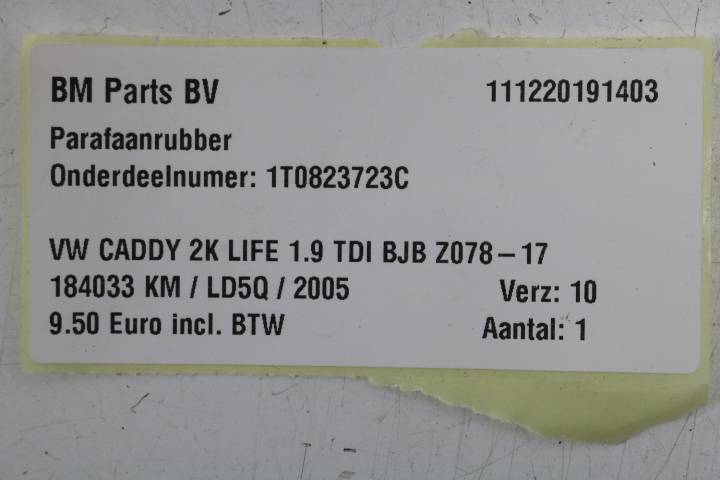 BM Parts BV 111220191403
Parafaanrubber
Onderdeelnumer: 1T0823723C
VW CADDY 2K LIFE 1.9 TDI BJB Z078-17
184033 KM / LD5Q / 2005 Verz: 10
9.50 Euro incl. BTW Aantal: 1